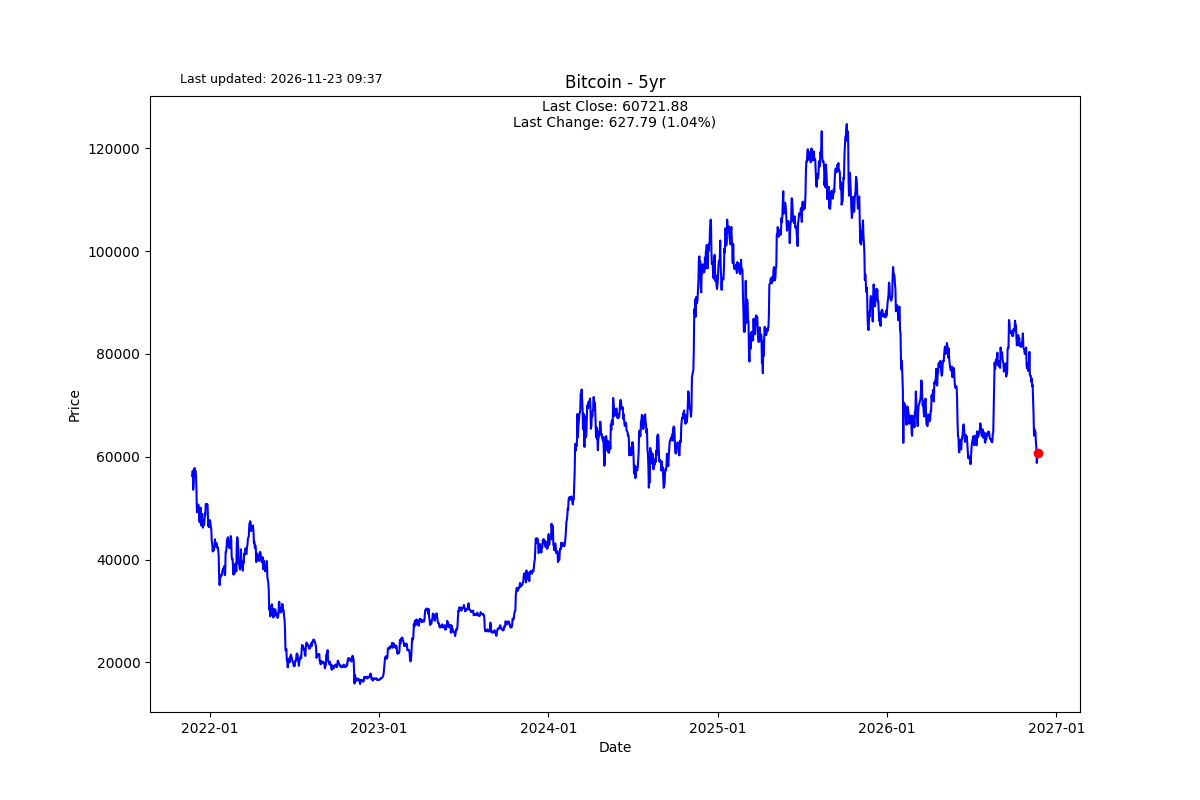 Last updated: 2026-11-23 09:37
Bitcoin - 5yr
Last Close: 60721.88
Last Change: 627.79 (1.04%)
120000
100000
80000
60000
40000
20000
Price
2022-01
2023-01
2024-01
2025-01
2026-01
2027-01
Date